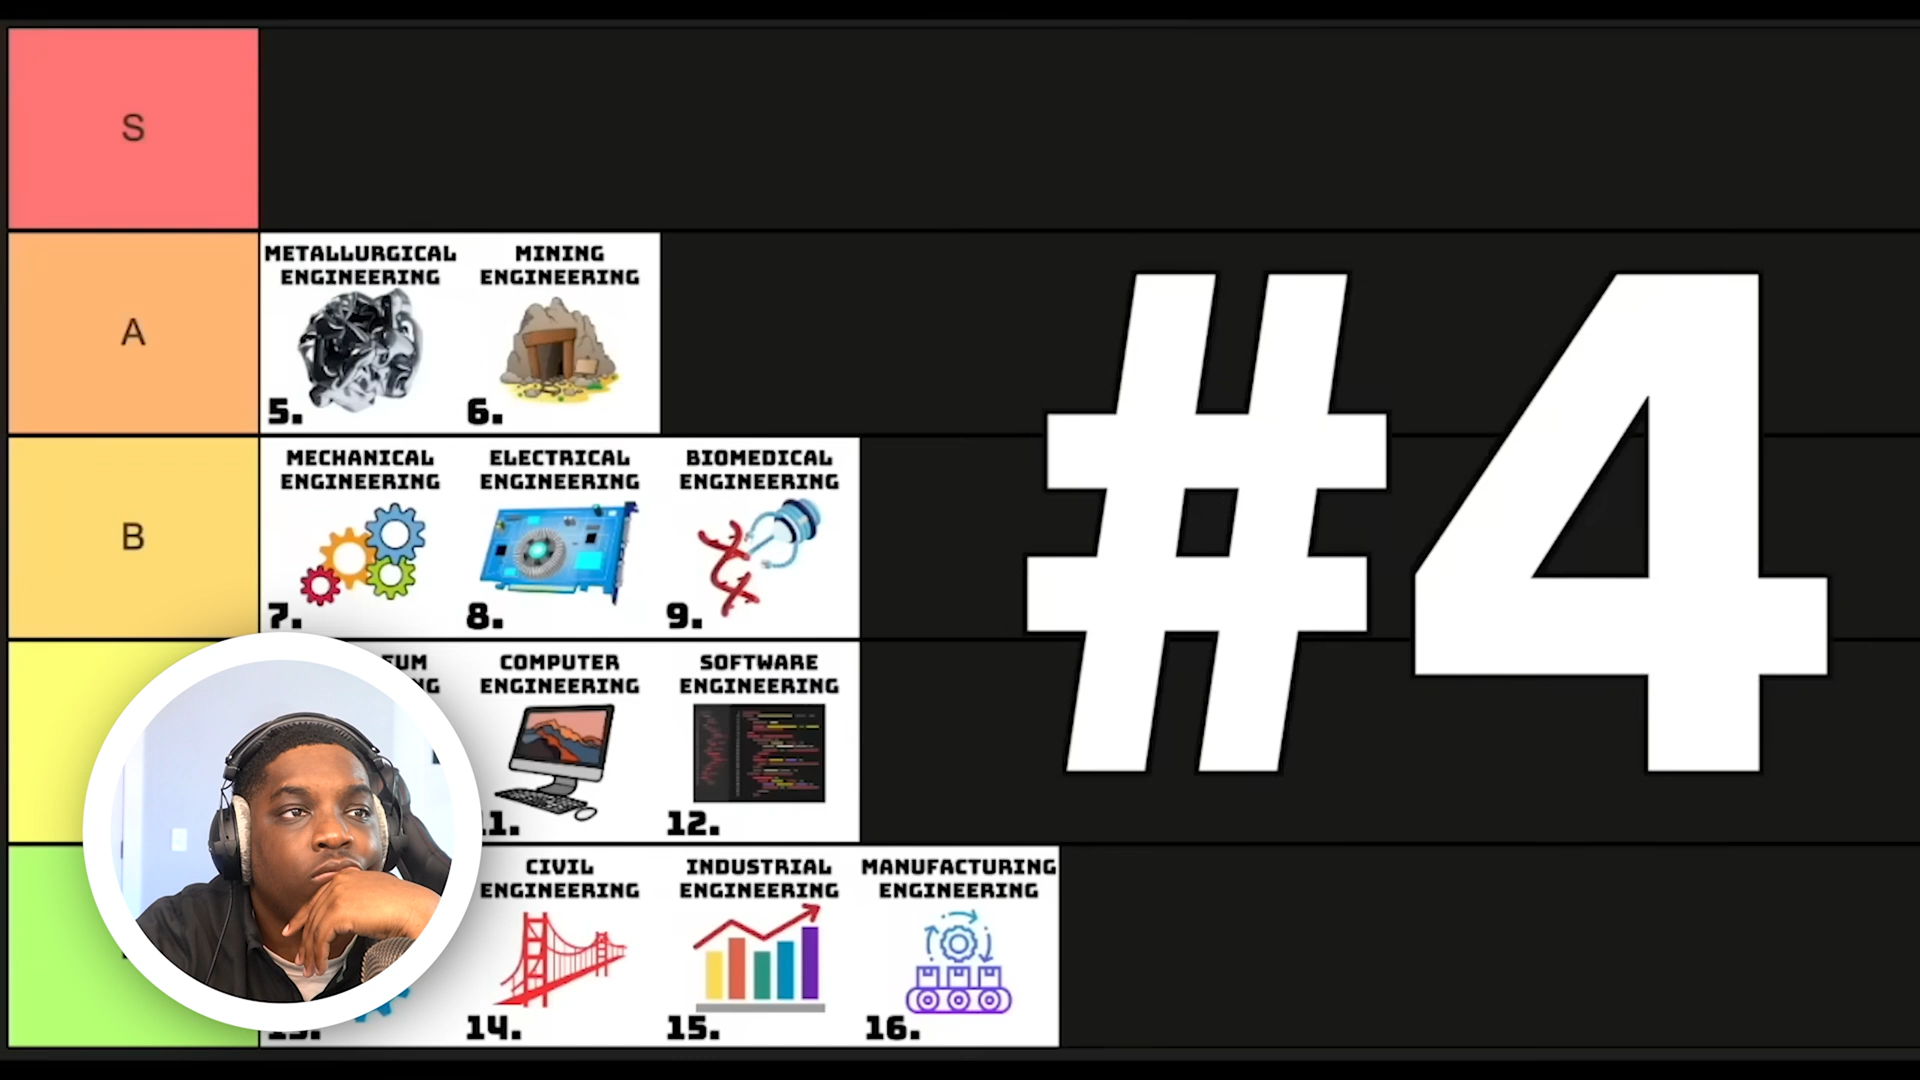 S
A
METALLURGICAL
ENGINEERING
5.
MINING
ENGINEERING
6.
#4
B
MECHANICAL
ENGINEERING
7.
ELECTRICAL
ENGINEERING
8.
BIOMEDICAL
ENGINEERING
9.
COMPUTER
ENGINEERING
11.
SOFTWARE
ENGINEERING
12.
CIVIL
ENGINEERING
14.
INDUSTRIAL
ENGINEERING
15.
MANUFACTURING
ENGINEERING
16.